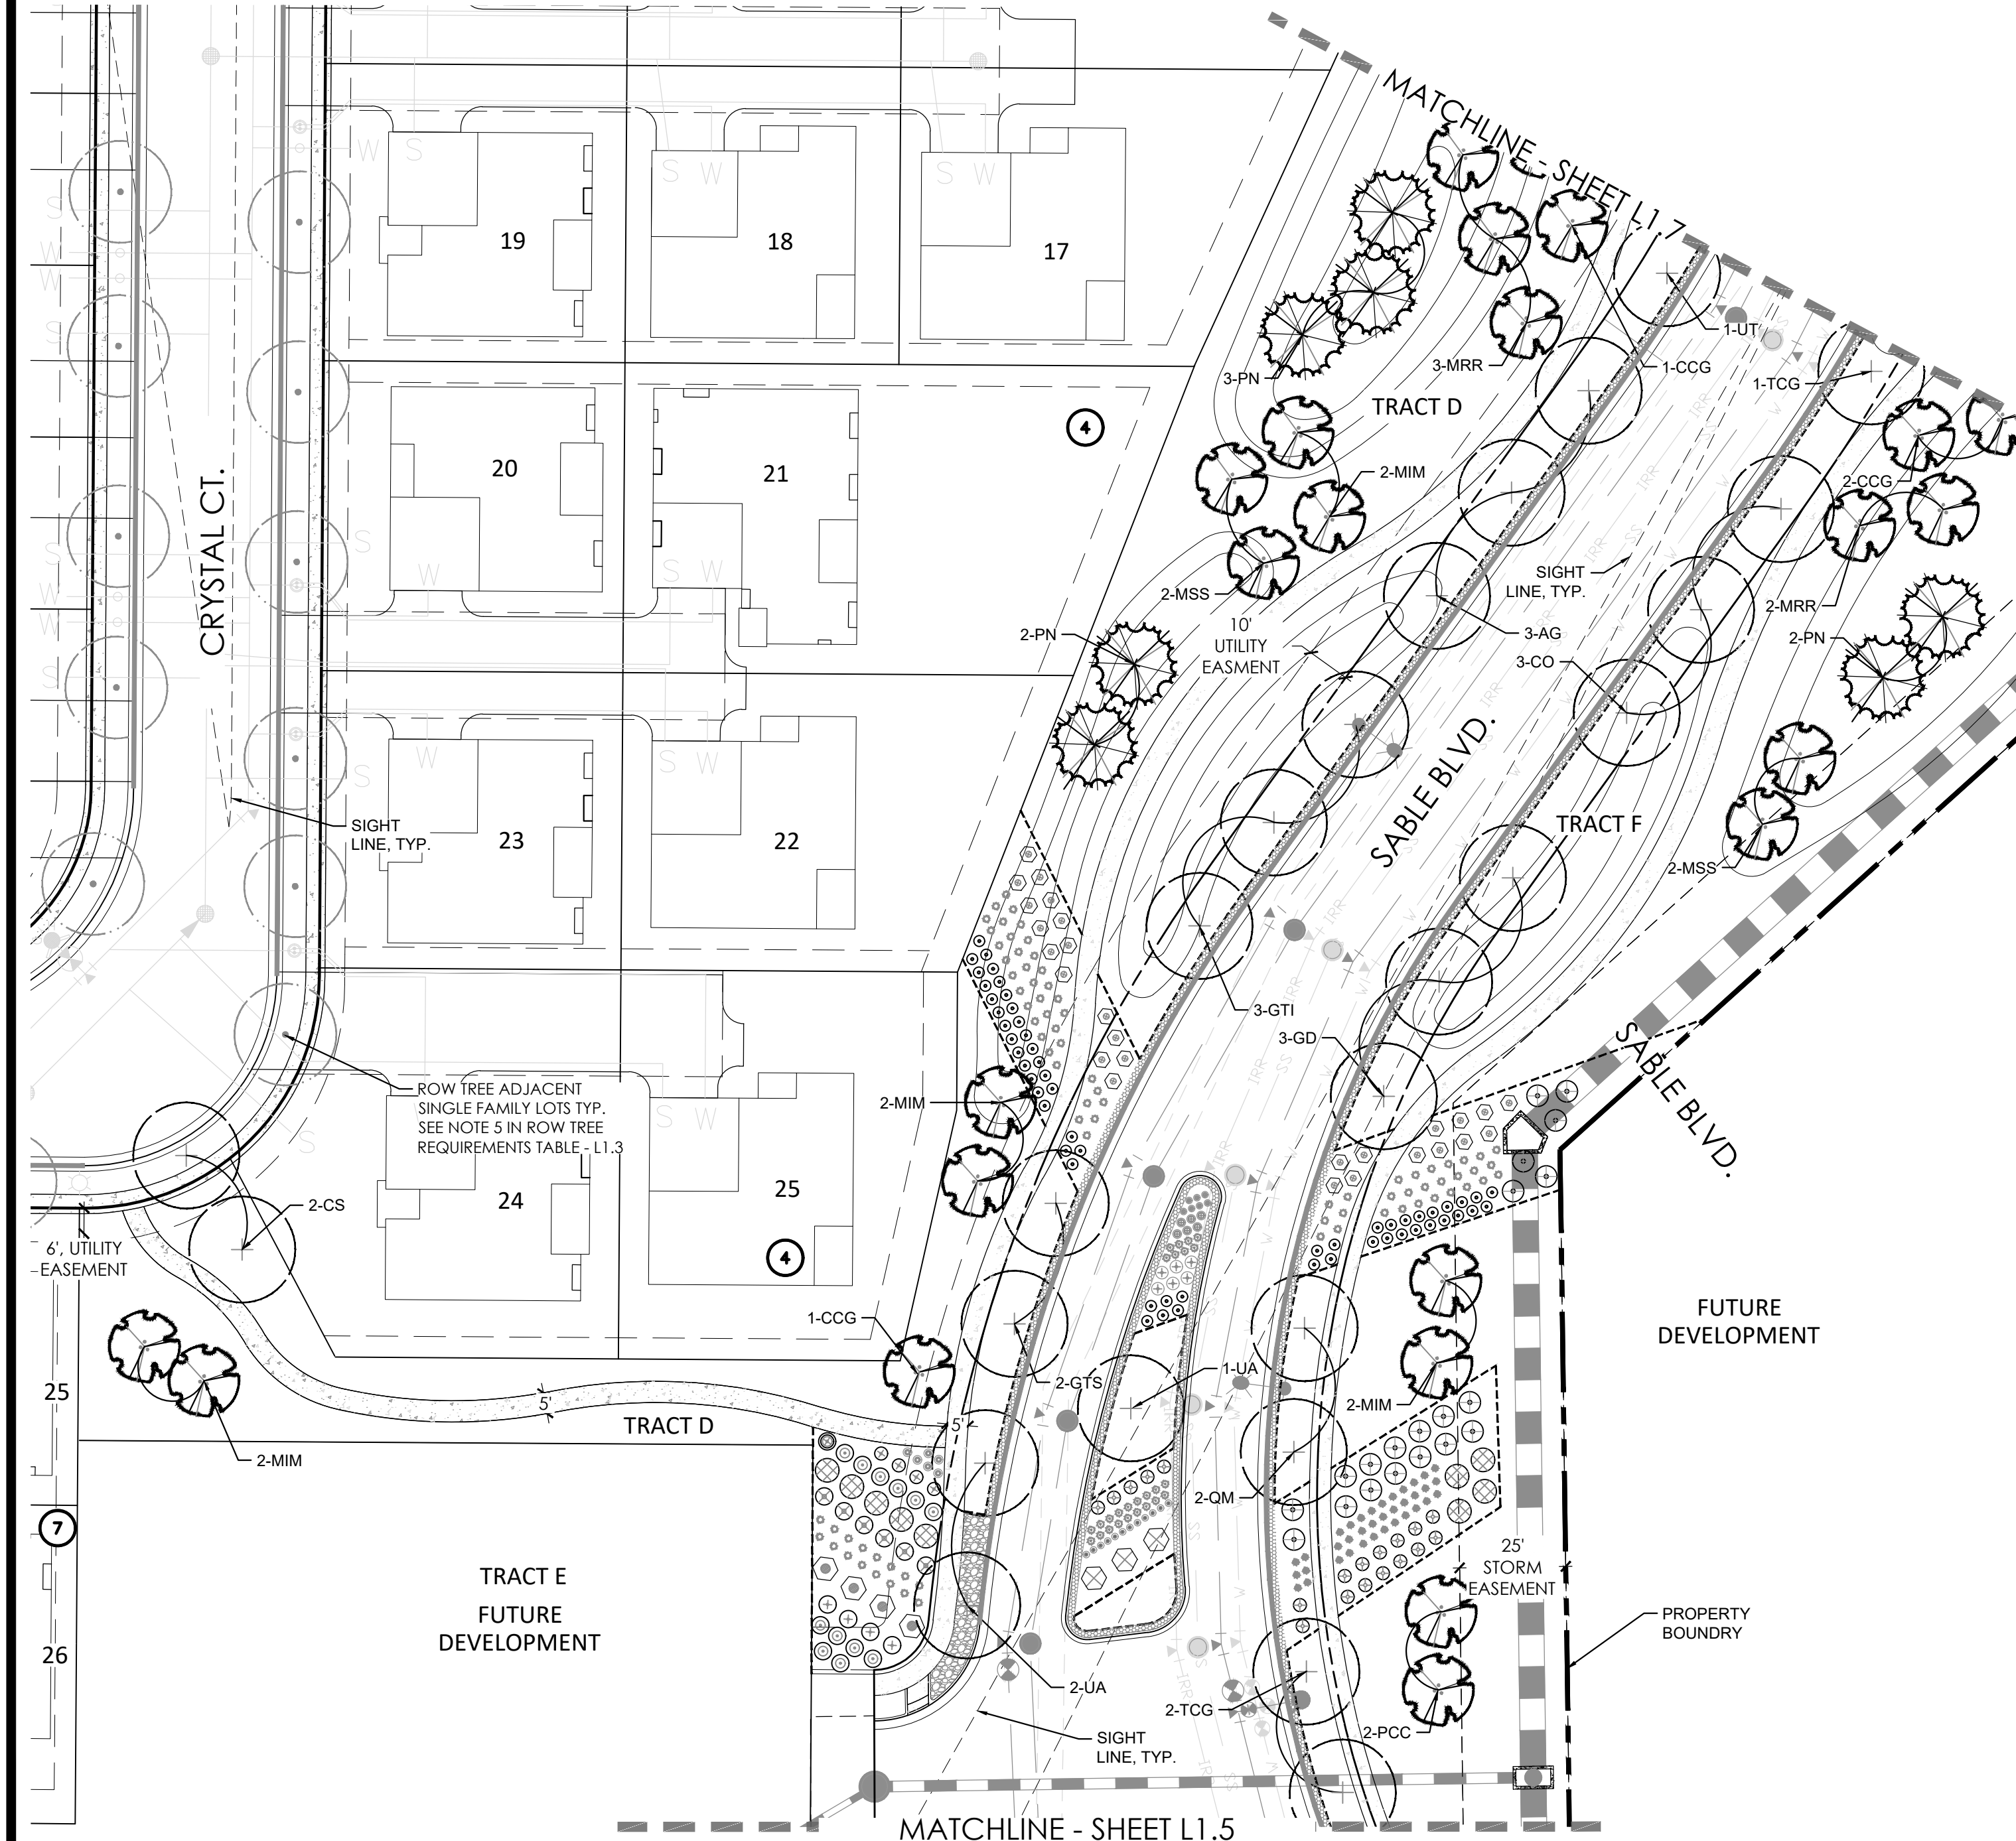 MATCHLINE - SHEET L1.7
W S
S W
S W
19
18
17
1-UT
1-CCG
1-TCG
3-PN
3-MRR
TRACT D
4
20
21
2-MIM
2-CCG
CRYSTAL CT.
S
W
S W
2-MSS
SIGHT
LINE, TYP.
2-MRR
2-PN
2-PN
10'
UTILITY
EASMENT
3-AG
3-CO
IRR
SS
W
S
W
S W
SABLE BLVD.
SIGHT
LINE, TYP.
23
22
TRACT F
2-MSS
3-GTI
3-GD
SABLE BLVD.
ROW TREE ADJACENT
SINGLE FAMILY LOTS TYP.
SEE NOTE 5 IN ROW TREE
REQUIREMENTS TABLE - L1.3
S W
2-MIM
24
25
2-CS
6', UTILITY
EASEMENT
4
1-CCG
FUTURE
DEVELOPMENT
1-UA
2-GTS
25
5'
5'
TRACT D
2-MIM
2-MIM
2-QM
7
25'
STORM
EASEMENT
TRACT E
FUTURE
DEVELOPMENT
26
PROPERTY
BOUNDRY
2-UA
2-TCG
2-PCC
SIGHT
LINE, TYP.
MATCHLINE - SHEET L1.5